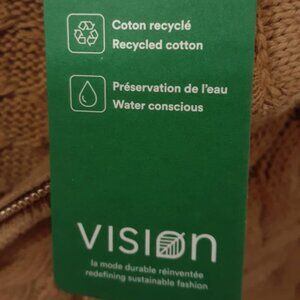 Coton recyclé
Recycled cotton
Préservation de l'eau
Water conscious
VISION
la mode durable réinventée
redefining sustainable fashion